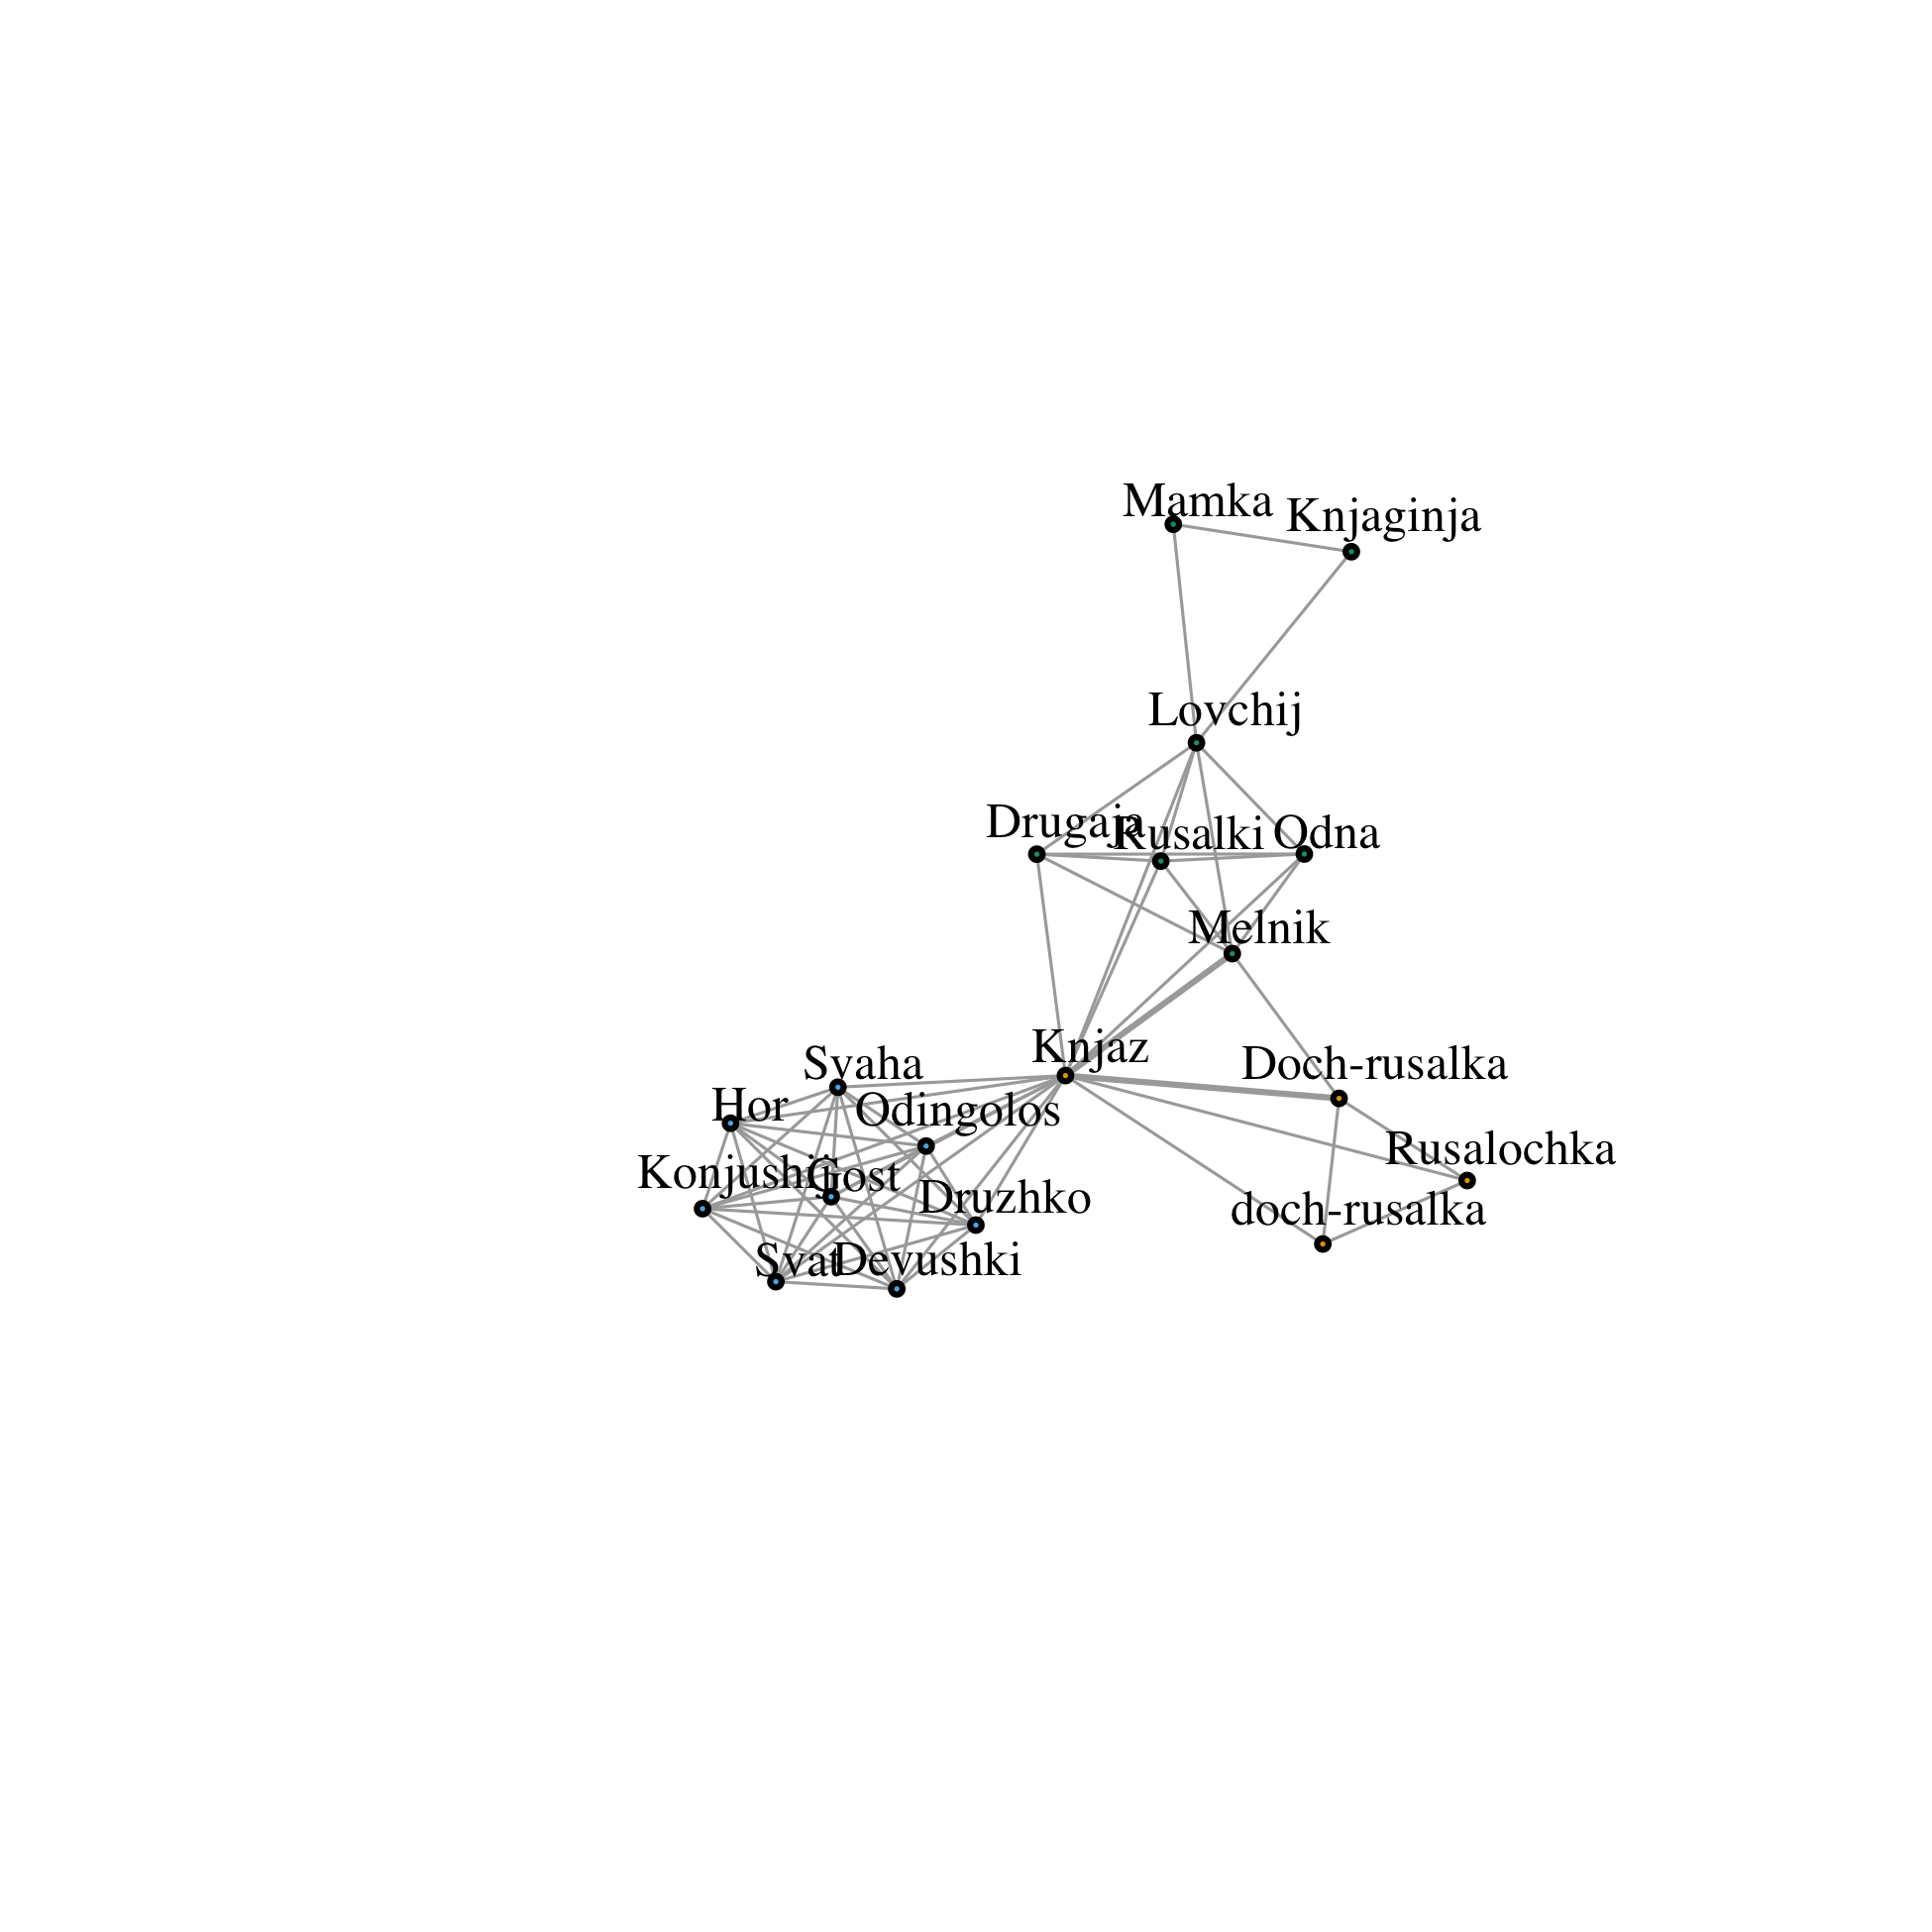 Mamka
Knjaginja
Lovchij
Drugaja
Rusalki
Odna
Melnik
Knjaz
Svaha
Doch-rusalka
Hor
Odingolos
Rusalochka
Konjushij
Gost
Druzhko
doch-rusalka
Svat
Devushki